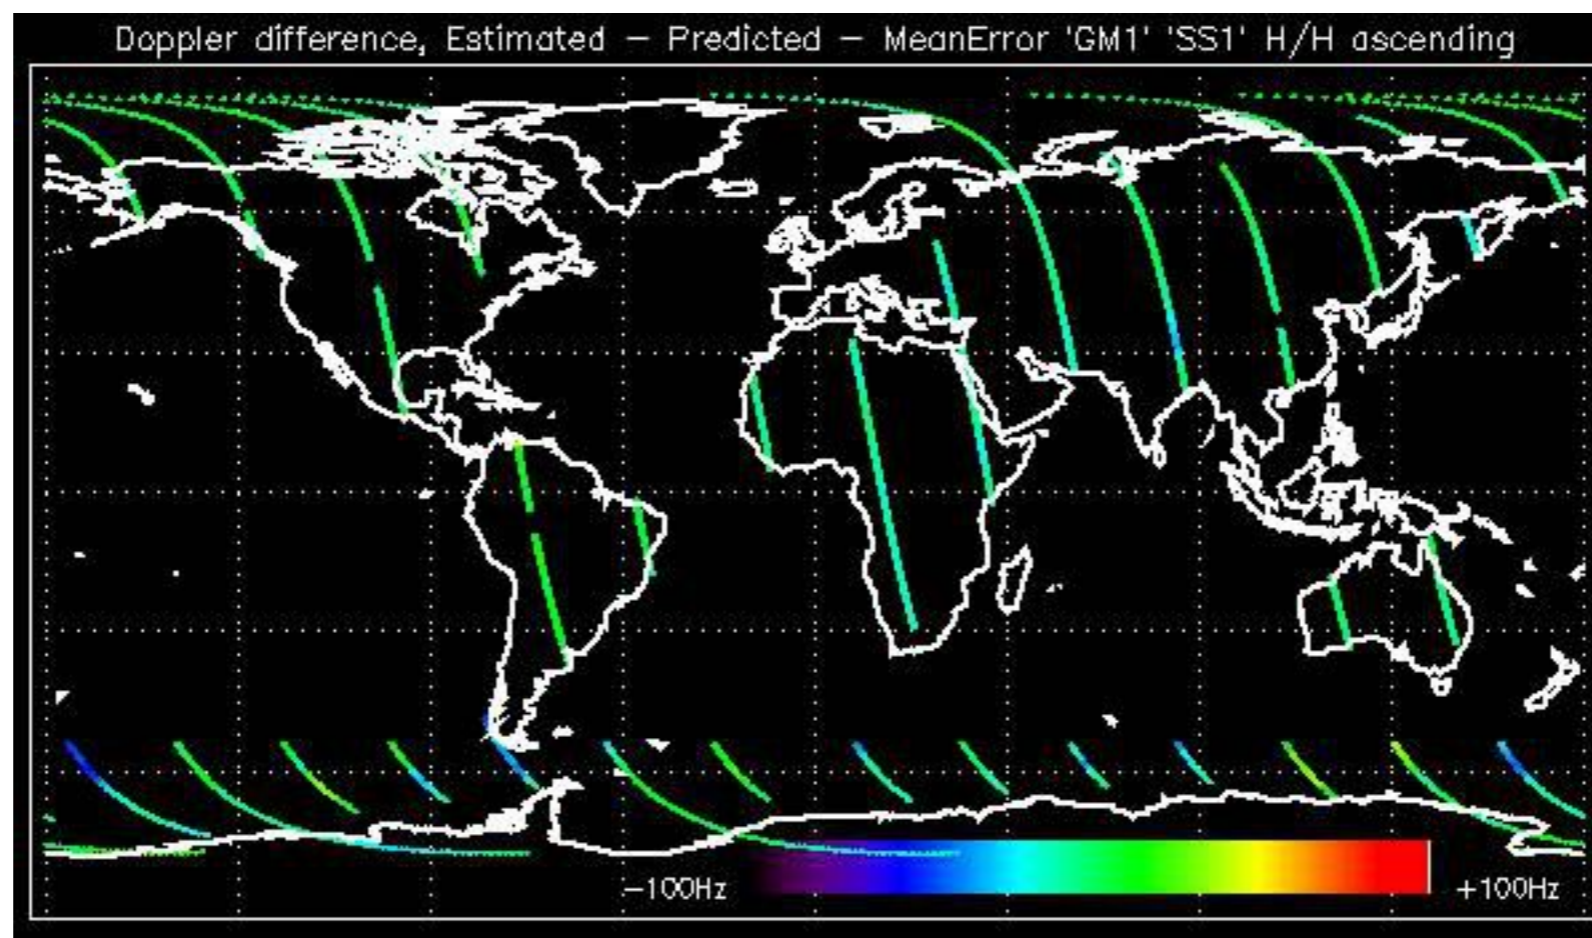 Doppler difference, Estimated – Predicted – MeanError 'GM1' 'SS1' H/H ascending
–100Hz
+100Hz